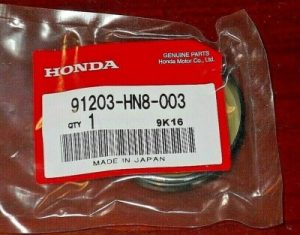 HONDA
GENUINE PARTS
Honda Motor Co., Ltd.
91203-HN8-003
QTY 1 9K16
MADE IN JAPAN